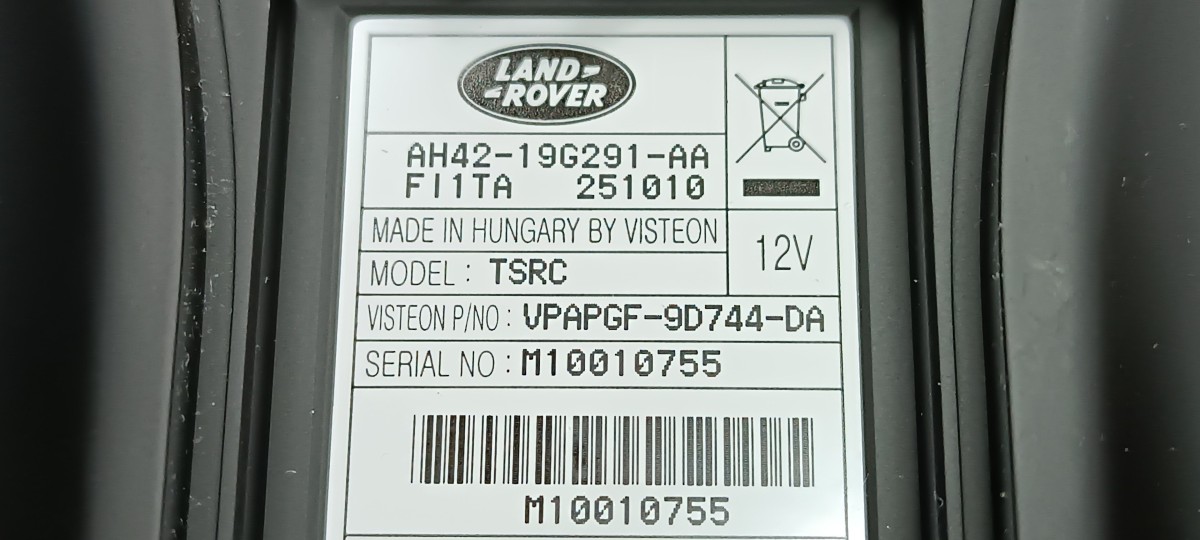 LAND
ROVER
AH42-19G291-AA
FI1TA 251010
MADE IN HUNGARY BY VISTEON
12V
MODEL : TSRC
VISTEON P/NO : VPAPGF-9D744-DA
SERIAL NO : M10010755
M10010755